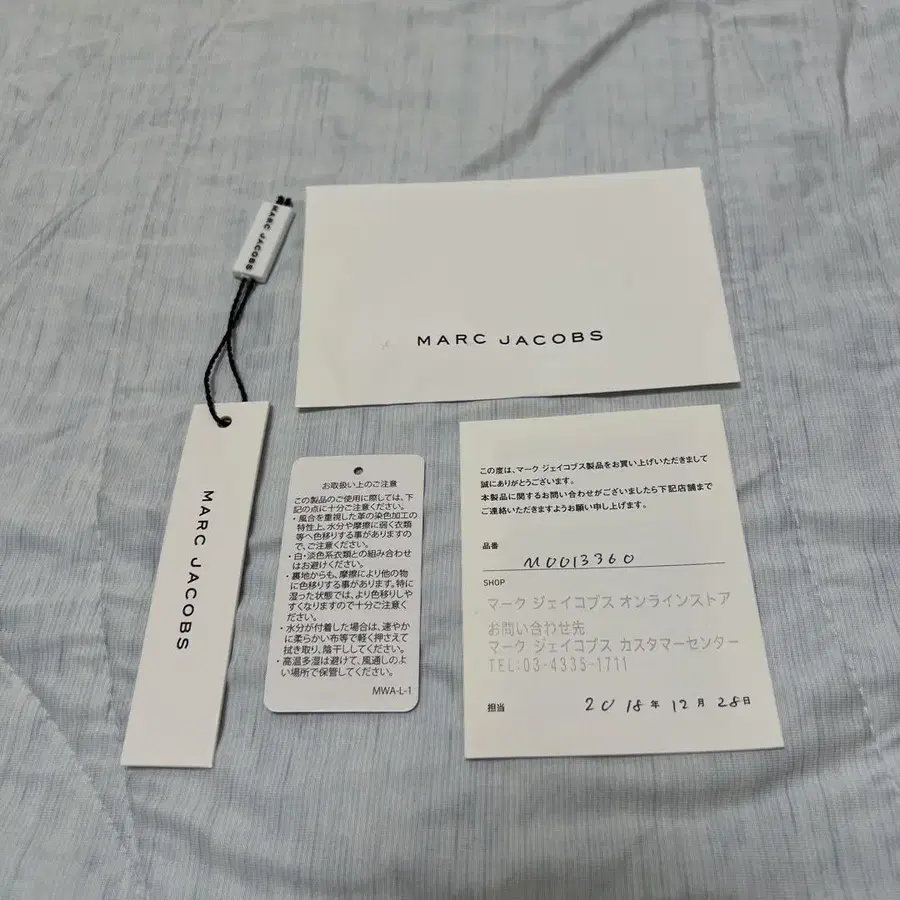 MARC JACOBS
MARC JACOBS
MARC JACOBS
お取扱い上のご注意
この製品のご使用に際しては、下
記の点に十分ご注意ください。
・風合を重視した革の染色加工の
特性上、水分や摩擦に弱く衣類
等へ色移りする事がありますの
で、ご注意ください。
・白・淡色系衣類との組み合わせ
はお避けください。
・裏地からも、摩擦により他の物
に色移りする事があります。特に
湿った状態では、より色移りしや
すくなりますので十分ご注意くだ
さい。
・水分が付着した場合は、速やか
に柔らかい布等で軽く押さえて
拭き取り、陰干ししてください。
・高温多湿は避けて、風通しのよ
い場所で保管してください。
MWA-L-1
この度は、マーク ジェイコブス製品をお買い上げいただきまして
誠にありがとうございます。
本製品に関するお問い合わせがございましたら下記店舗まで
ご連絡いただきますようお願い申し上げます。
品番
M0013360
SHOP
マーク ジェイコブス オンラインストア
お問い合わせ先
マーク ジェイコブス カスタマーセンター
TEL:03-4335-1711
担当 2018年 12月 28日